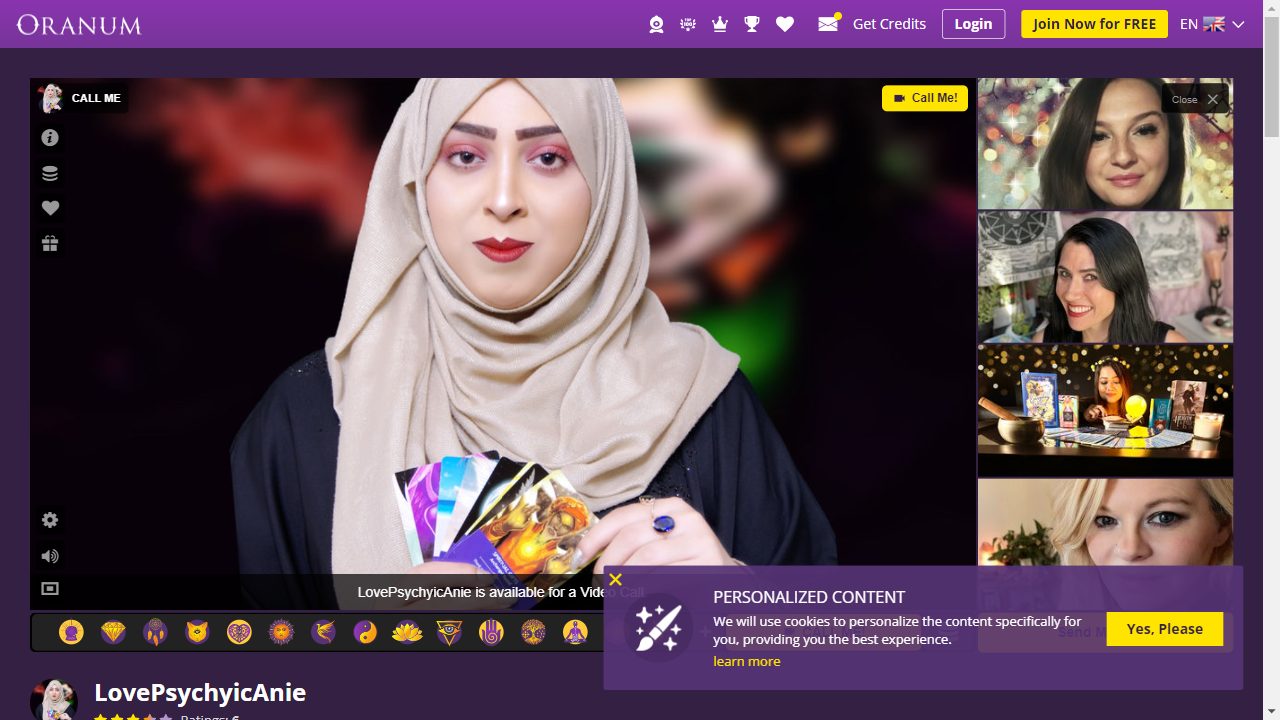 ORANUM
Get Credits
Login
Join Now for FREE
EN
CALL ME
Call Me!
Close
LovePsychyicAnie is available for a Video Call
PERSONALIZED CONTENT
We will use cookies to personalize the content specifically for
you, providing you the best experience.
learn more
Yes, Please
LovePsychyicAnie
Ratings: 6